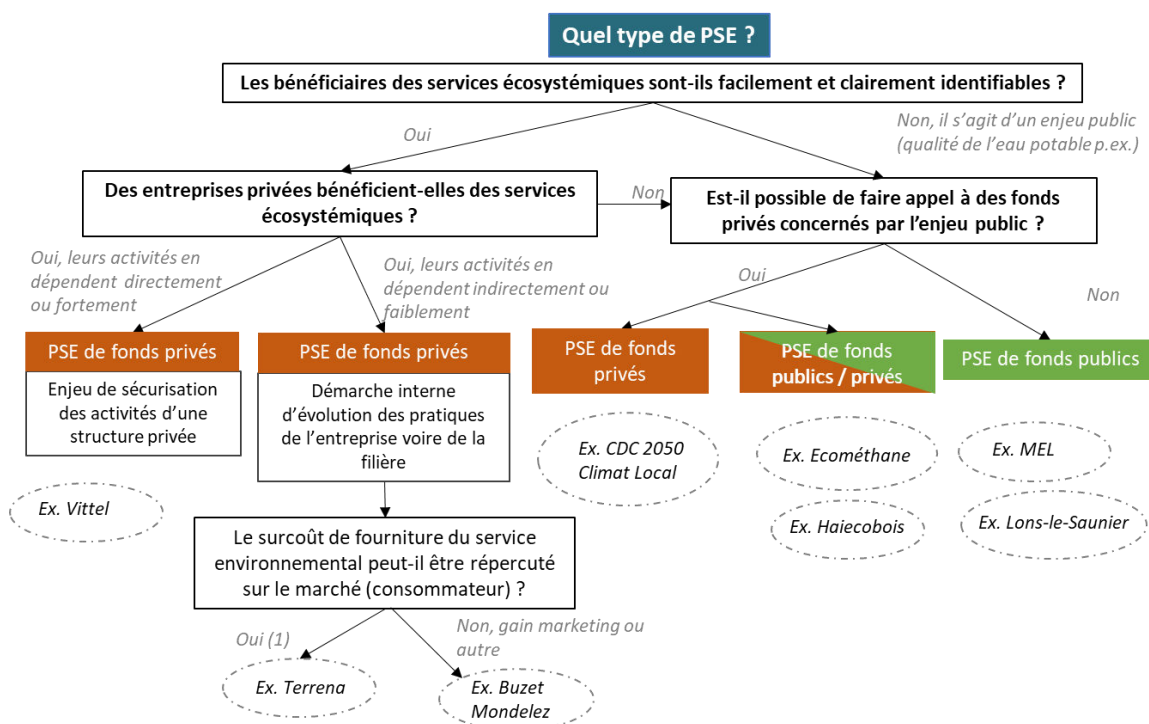 Quel type de PSE ?
Les bénéficiaires des services écosystémiques sont-ils facilement et clairement identifiables ?
Oui
Non, il s'agit d'un enjeu public
(qualité de l'eau potable p.ex.)
Des entreprises privées bénéficient-elles des services
écosystémiques ?
Non
Est-il possible de faire appel à des fonds
privés concernés par l'enjeu public ?
Oui, leurs activités en
dépendent directement
ou fortement
Oui, leurs activités en
dépendent indirectement ou
faiblement
Oui
Non
PSE de fonds privés
Enjeu de sécurisation
des activités d'une
structure privée
PSE de fonds privés
Démarche interne
d'évolution des pratiques
de l'entreprise voire de la
filière
PSE de fonds
privés
PSE de fonds
publics / privés
PSE de fonds publics
Ex. Vittel
Ex. CDC 2050
Climat Local
Ex. Ecométhane
Ex. MEL
Ex. Haiecobois
Ex. Lons-le-Saunier
Le surcoût de fourniture du service
environnemental peut-il être répercuté
sur le marché (consommateur) ?
Oui (1)
Non, gain marketing ou
autre
Ex. Terrena
Ex. Buzet
Mondelez